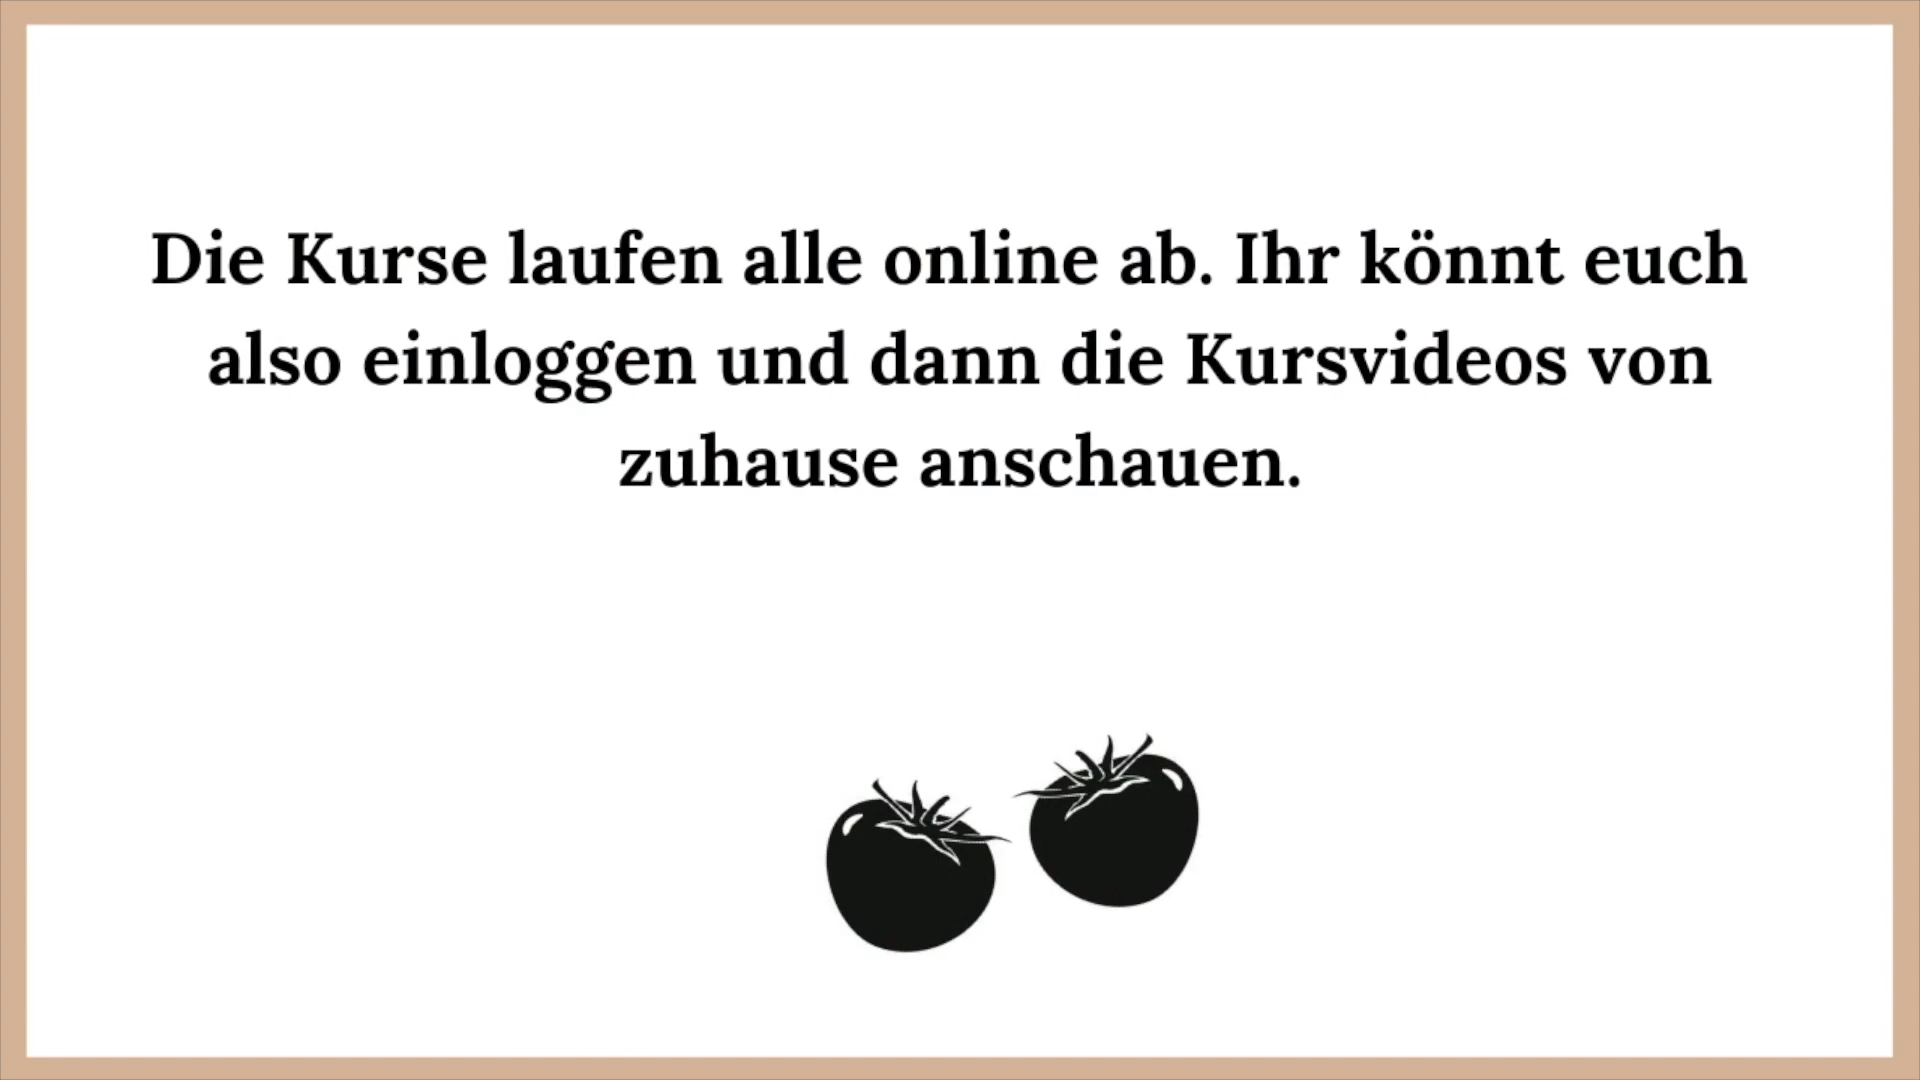 Die Kurse laufen alle online ab. Ihr könnt euch
also einloggen und dann die Kursvideos von
zuhause anschauen.